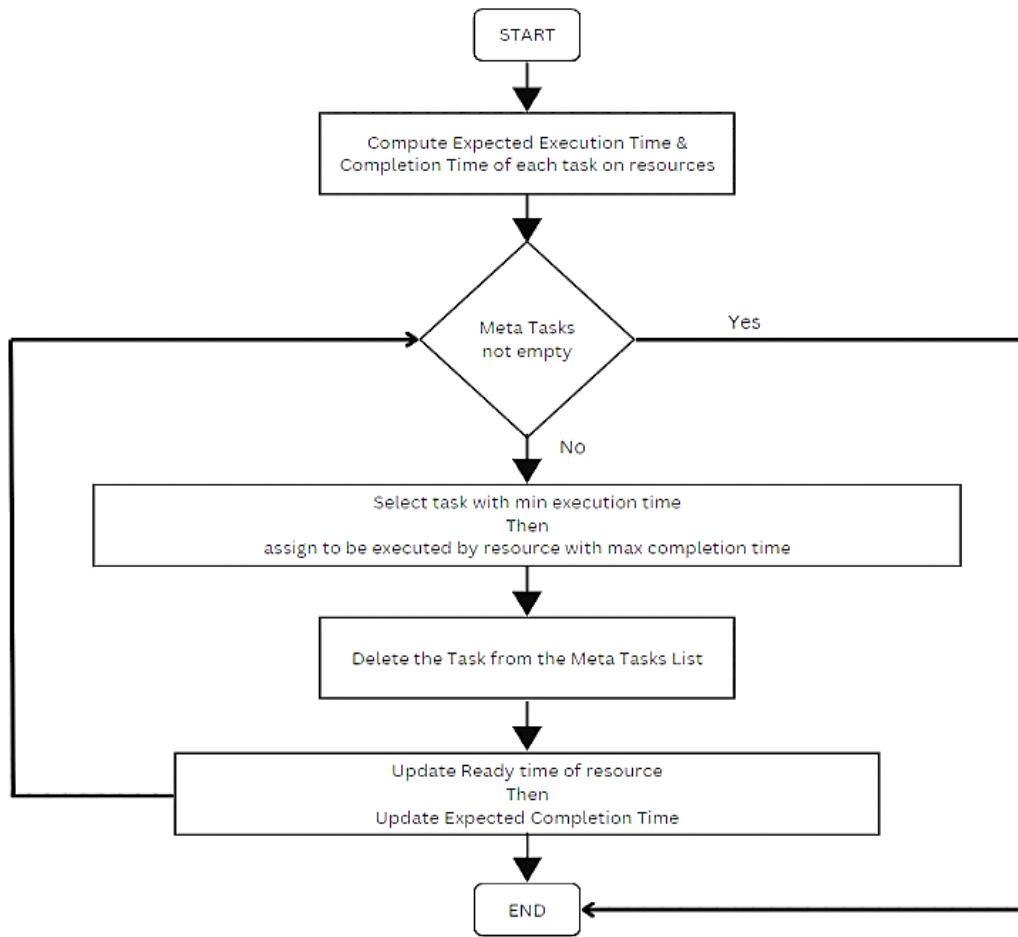 START
Compute Expected Execution Time &
Completion Time of each task on resources
Meta Tasks
not empty
Yes
No
Select task with min execution time
Then
assign to be executed by resource with max completion time
Delete the Task from the Meta Tasks List
Update Ready time of resource
Then
Update Expected Completion Time
END